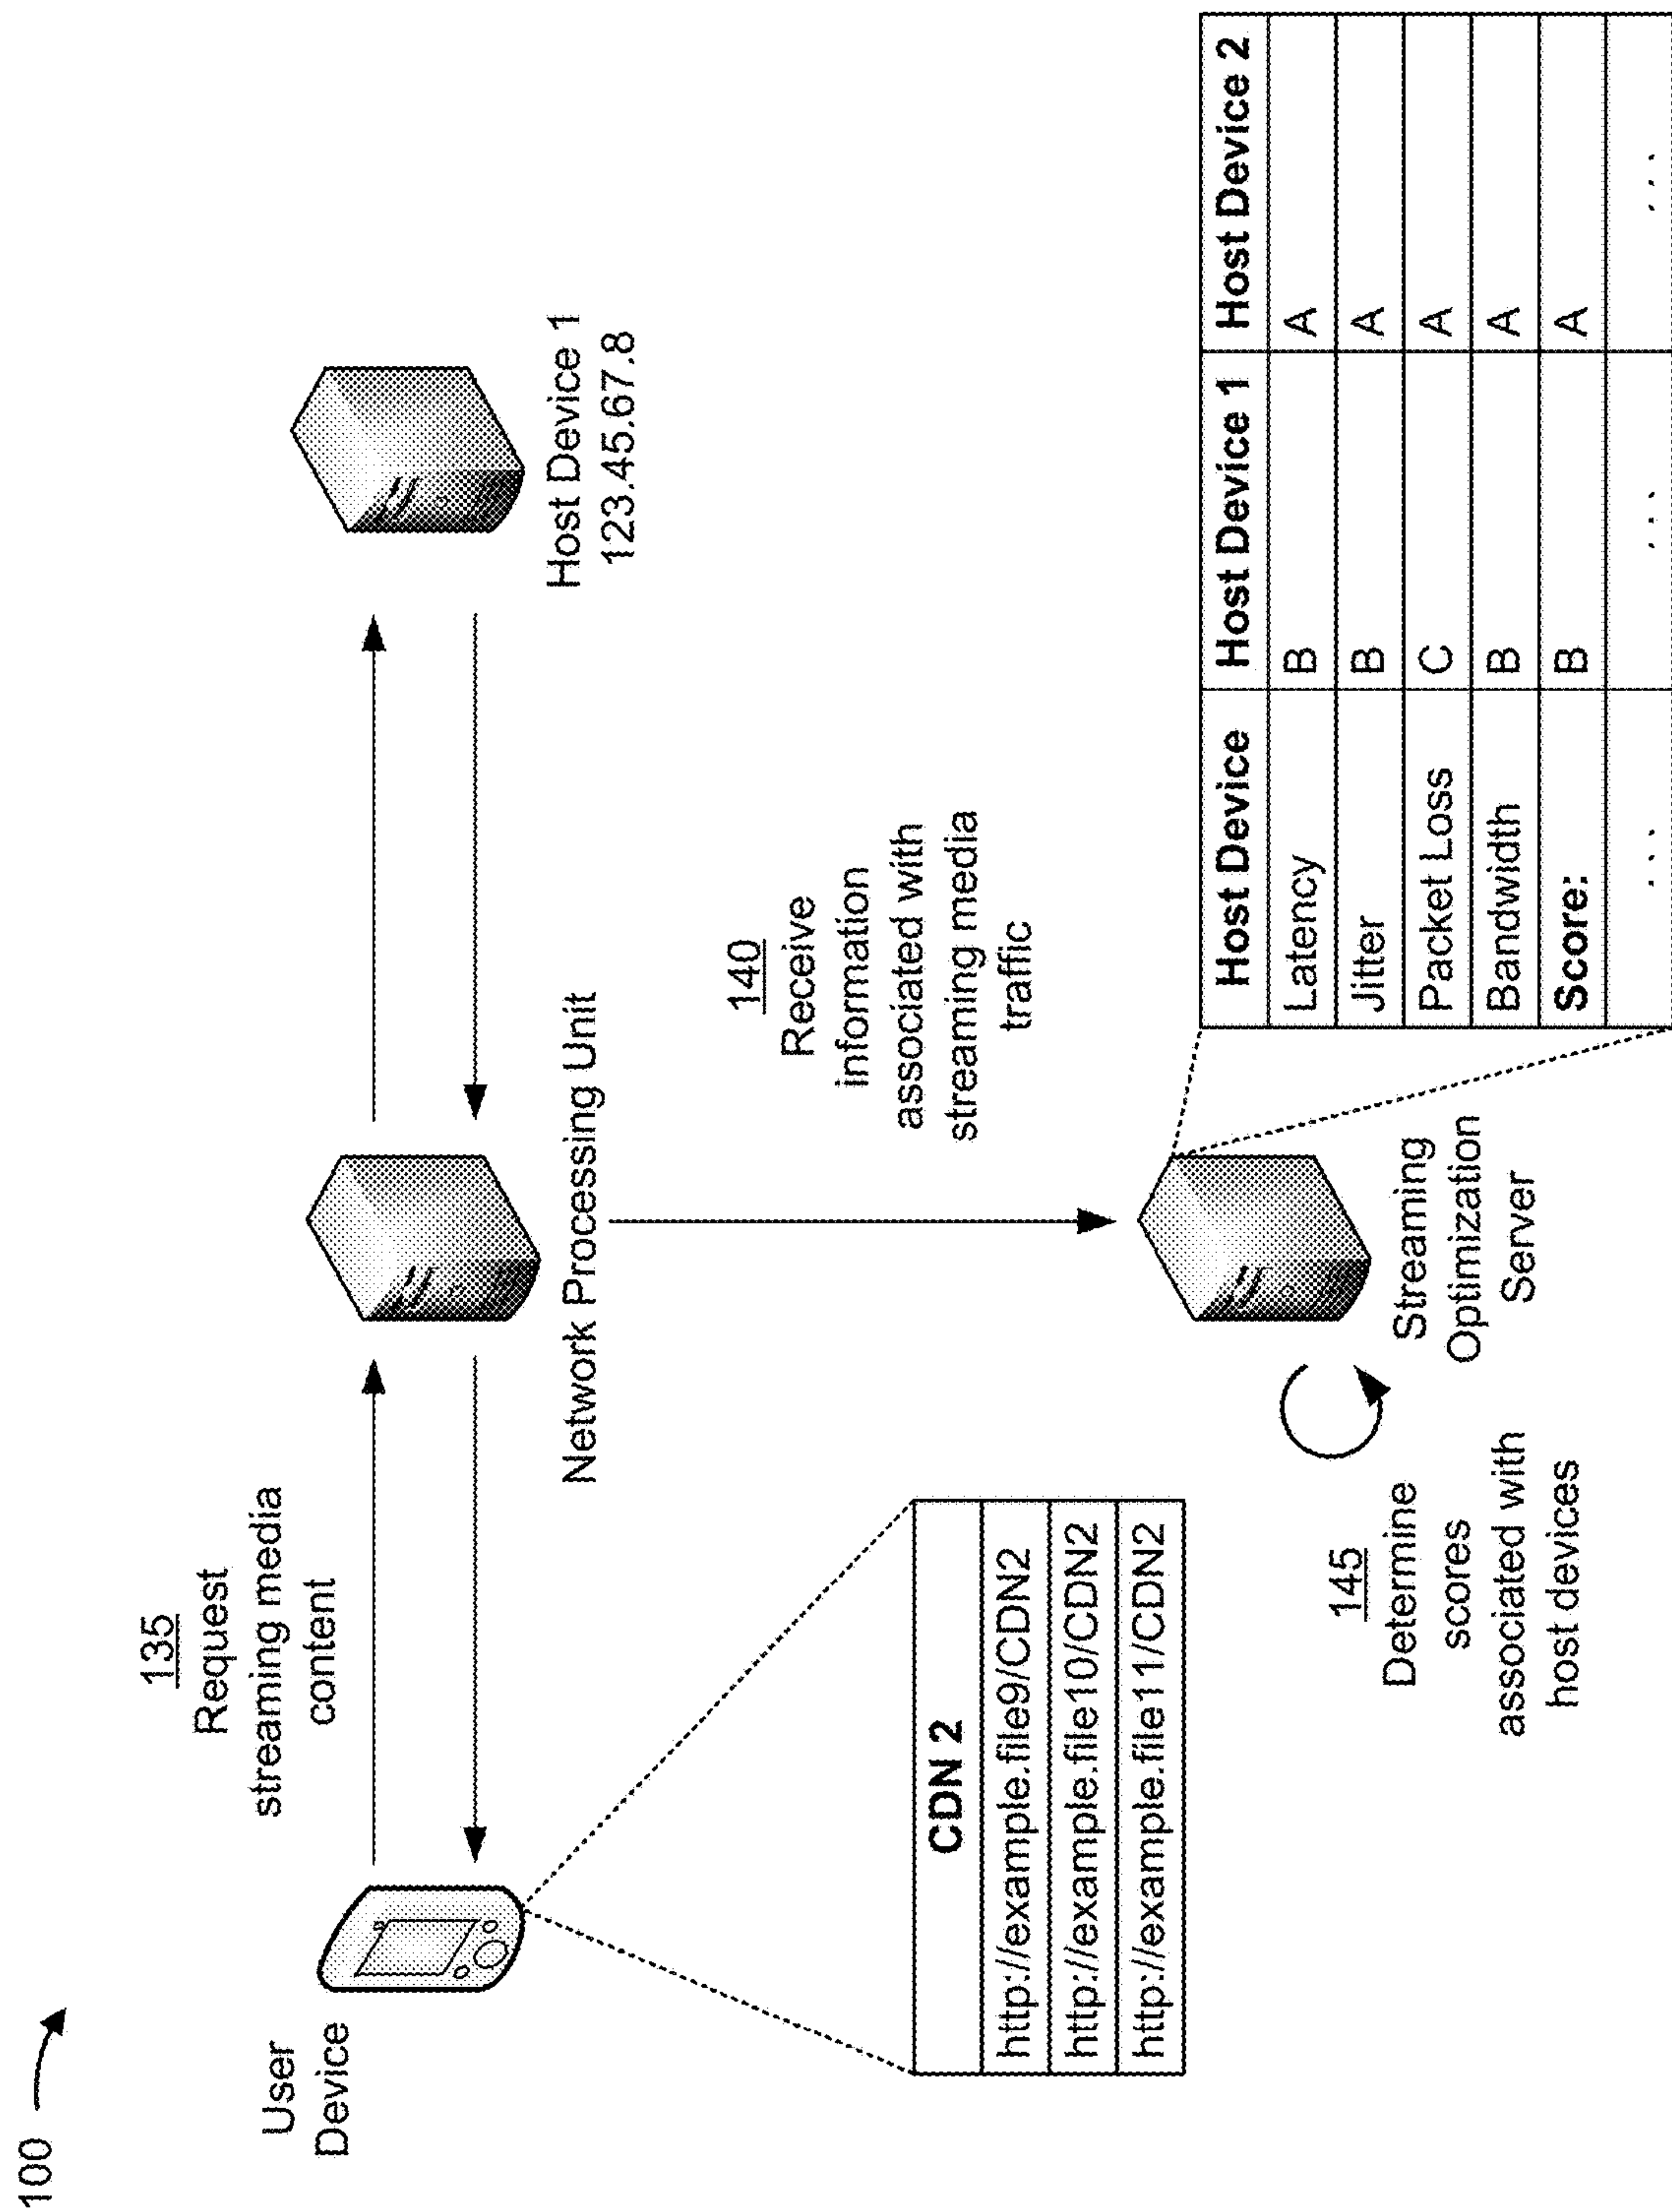 100
135
Request
streaming media
content
User
Device
Network Processing Unit
Host Device 1
123.45.67.8
140
Receive
information
associated with
streaming media
traffic
CDN 2
http://example.file9/CDN2
http://example.file10/CDN2
http://example.file11/CDN2
145
Determine
scores
associated with
host devices
Streaming
Optimization
Server
Host Device Host Device 1 Host Device 2
Latency B A
Jitter B A
Packet Loss C A
Bandwidth B A
Score: B A
... ... ...